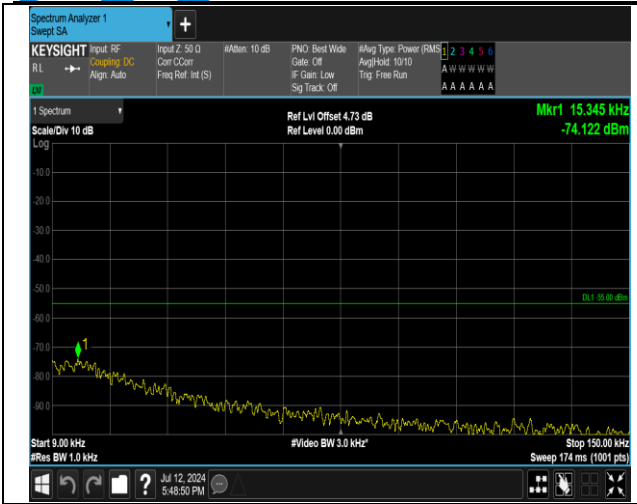 Spectrum Analyzer 1
Swept SA
+
KEYSIGHT Input: RF Input Z: 50 Ω #Atten: 10 dB PNO: Best Wide #Avg Type: Power (RMS 1 2 3 4 5 6
RL Coupling: DC Corr CCorr Gate: Off Avg|Hold: 10/10 A W W W W W
Align: Auto Freq Ref: Int (S) IF Gain: Low Trig: Free Run
Sig Track: Off A A A A A A
LXI
1 Spectrum Ref Lvl Offset 4.73 dB Mkr1 15.345 kHz
Scale/Div 10 dB Ref Level 0.00 dBm -74.122 dBm
Log
-10.0
-20.0
-30.0
-40.0
-50.0
DL1 -55.00 dBm
-60.0
-70.0
1
-80.0
-90.0
Start 9.00 kHz #Video BW 3.0 kHz* Stop 150.00 kHz
#Res BW 1.0 kHz Sweep 174 ms (1001 pts)
? Jul 12, 2024
5:48:50 PM